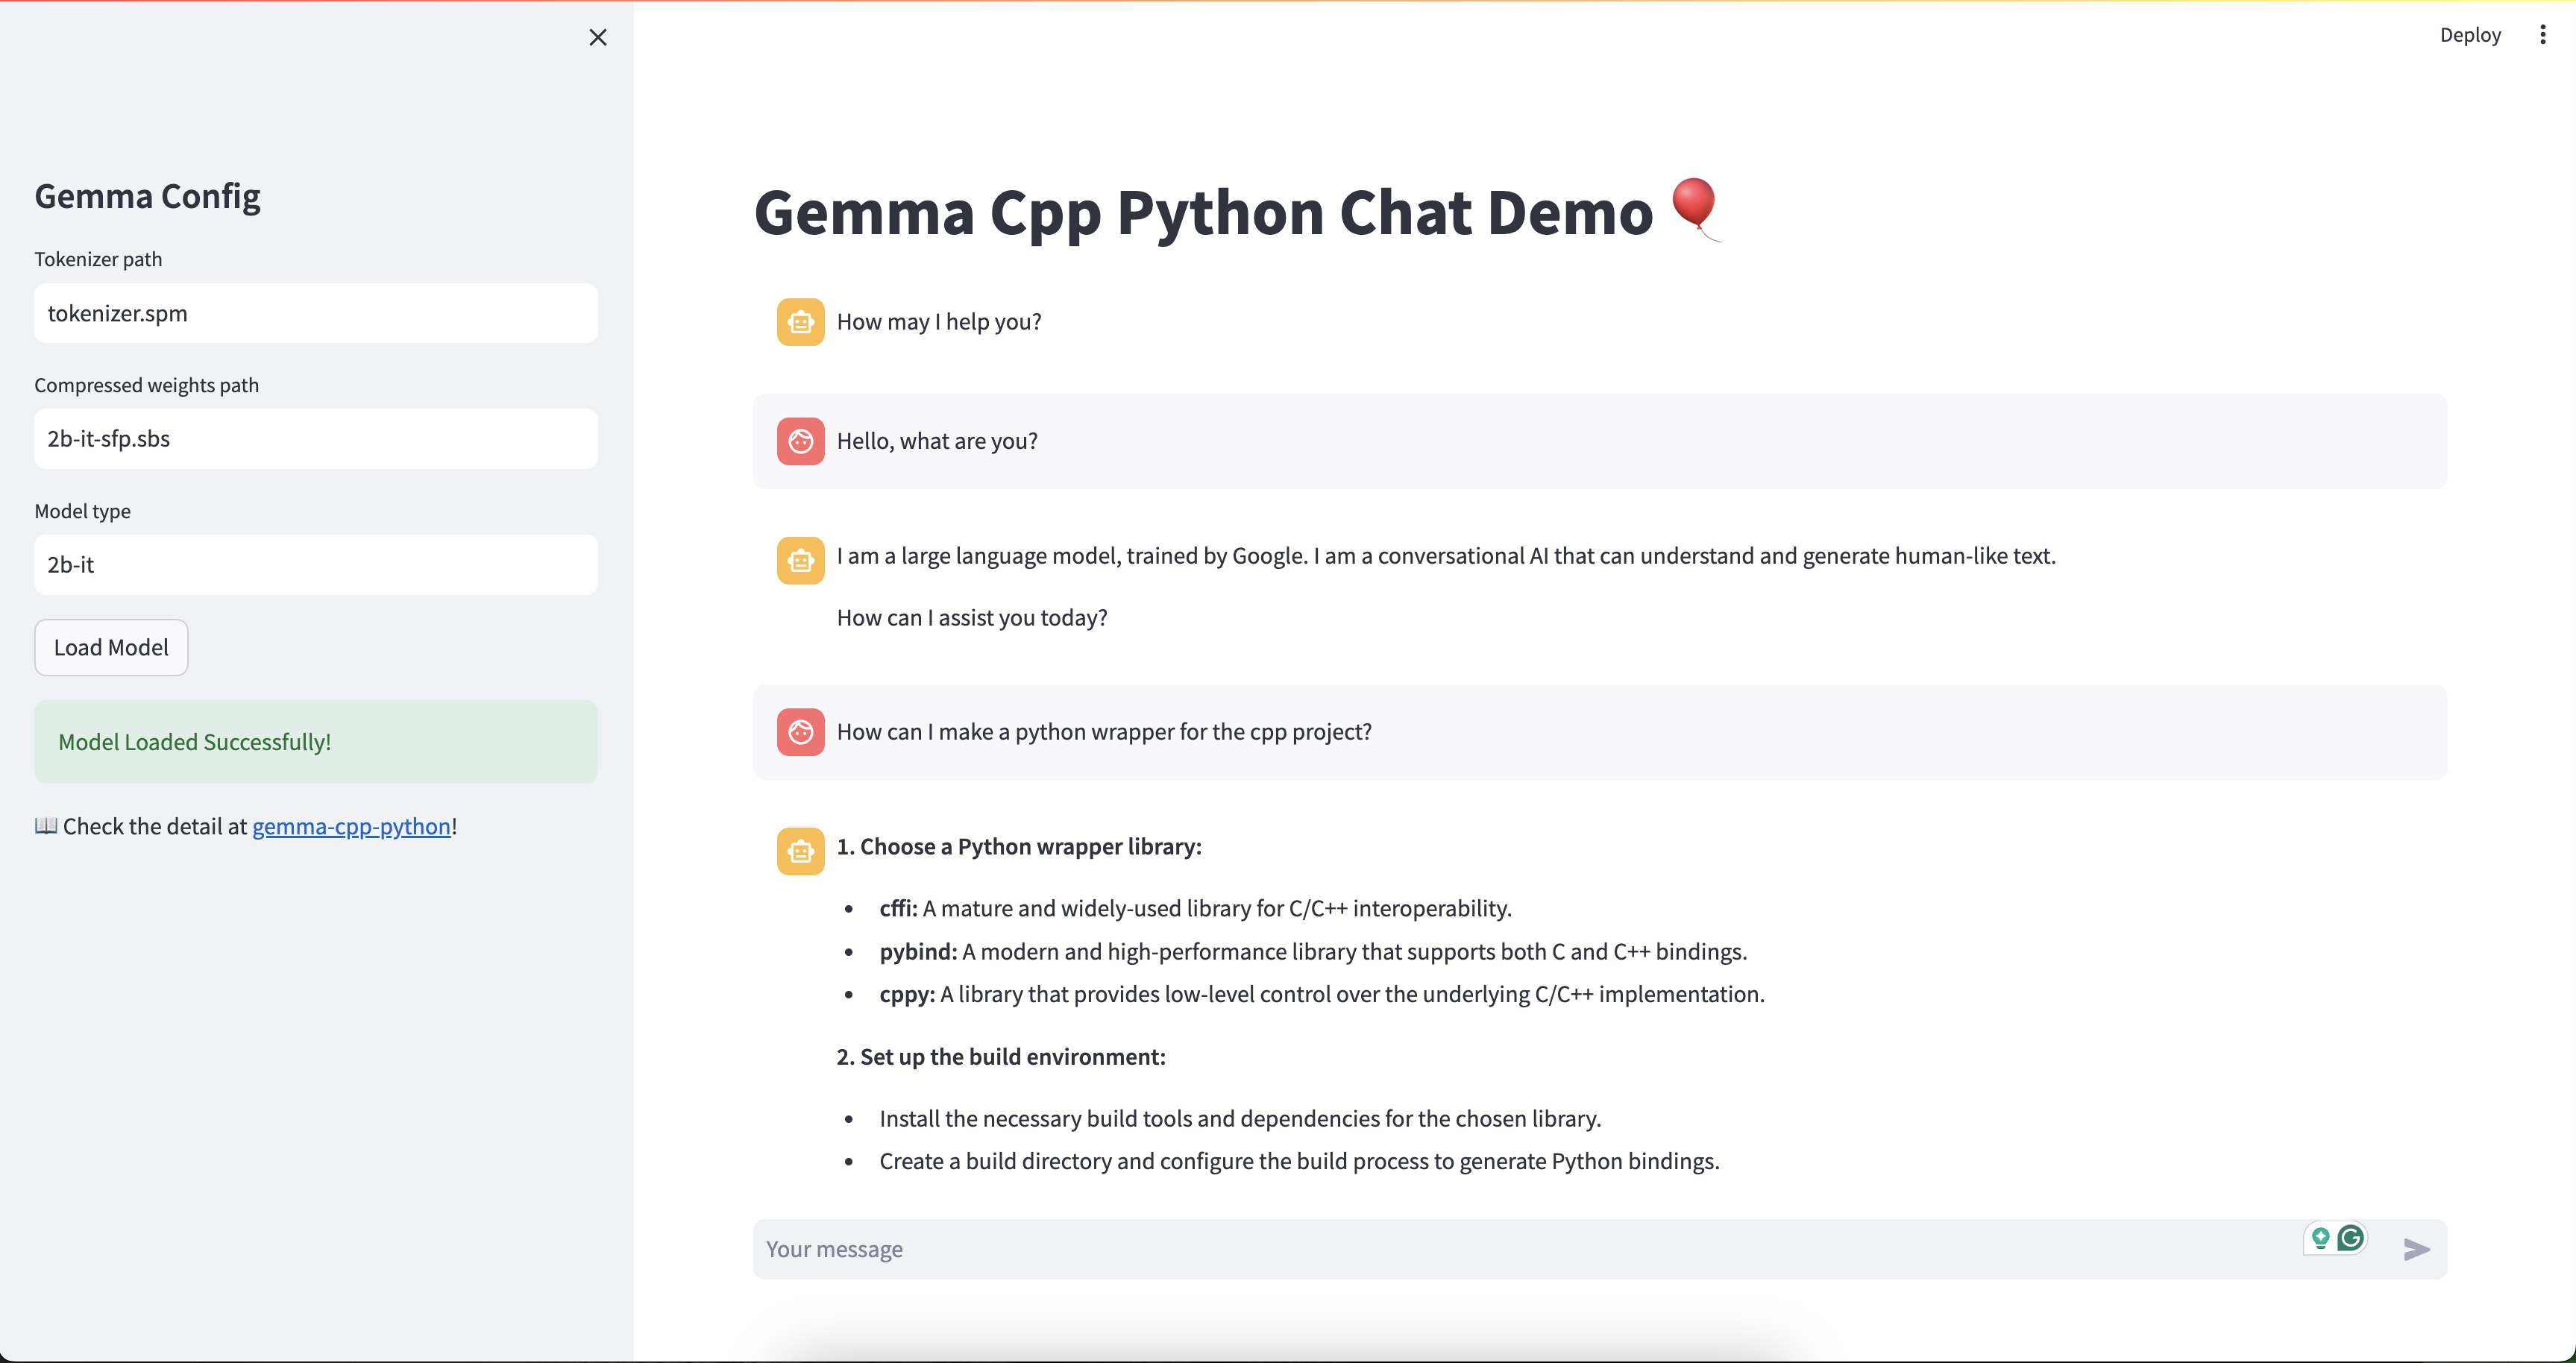 Deploy
Gemma Config
Tokenizer path
tokenizer.spm
Compressed weights path
2b-it-sfp.sbs
Model type
2b-it
Load Model
Model Loaded Successfully!
📖 Check the detail at gemma-cpp-python!
Gemma Cpp Python Chat Demo 🎈
How may I help you?
Hello, what are you?
I am a large language model, trained by Google. I am a conversational AI that can understand and generate human-like text.
How can I assist you today?
How can I make a python wrapper for the cpp project?
1. Choose a Python wrapper library:
• cffi: A mature and widely-used library for C/C++ interoperability.
• pybind: A modern and high-performance library that supports both C and C++ bindings.
• cppy: A library that provides low-level control over the underlying C/C++ implementation.
2. Set up the build environment:
• Install the necessary build tools and dependencies for the chosen library.
• Create a build directory and configure the build process to generate Python bindings.
Your message